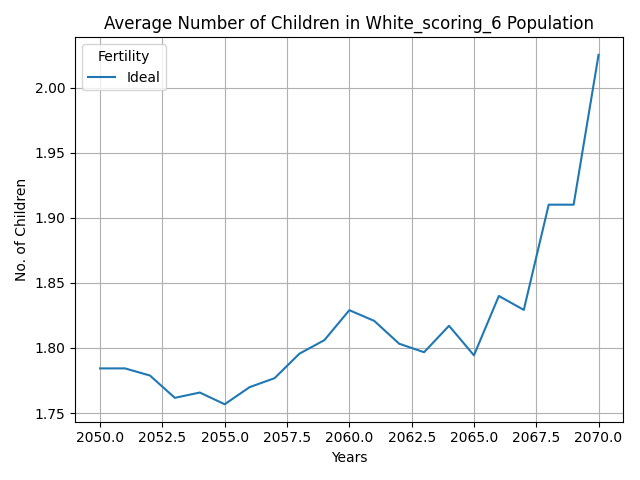 Average Number of Children in White_scoring_6 Population
Fertility
Ideal
No. of Children
2.00
1.95
1.90
1.85
1.80
1.75
2050.0 2052.5 2055.0 2057.5 2060.0 2062.5 2065.0 2067.5 2070.0
Years